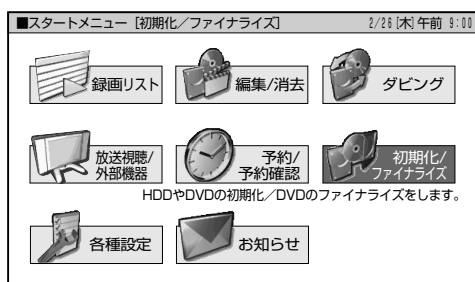 ■スタートメニュー［初期化／ファイナライズ］ 2/26[木]午前 9:00
録画リスト 編集/消去 ダビング
放送視聴/ 予約/ 初期化/
外部機器 予約確認 ファイナライズ
HDDやDVDの初期化／DVDのファイナライズをします。
各種設定 お知らせ